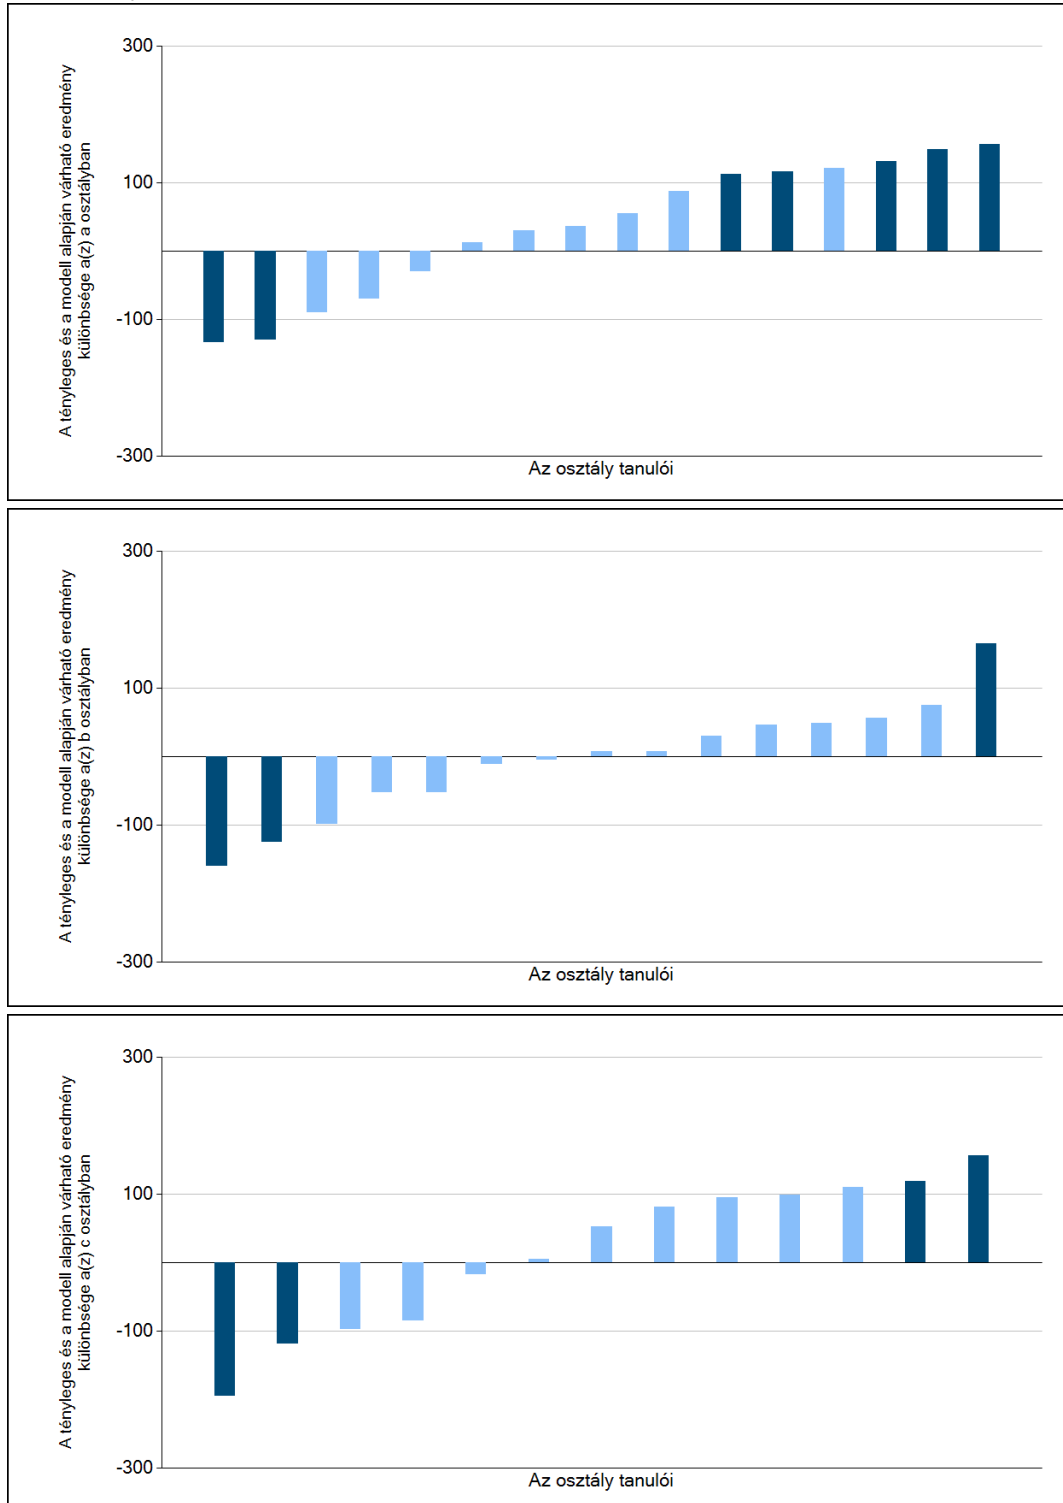 300
100
-100
-300
A tényleges és a modell alapján várható eredmény
különbsége a(z) a osztályban
Az osztály tanulói
300
100
-100
-300
A tényleges és a modell alapján várható eredmény
különbsége a(z) b osztályban
Az osztály tanulói
300
100
-100
-300
A tényleges és a modell alapján várható eredmény
különbsége a(z) c osztályban
Az osztály tanulói